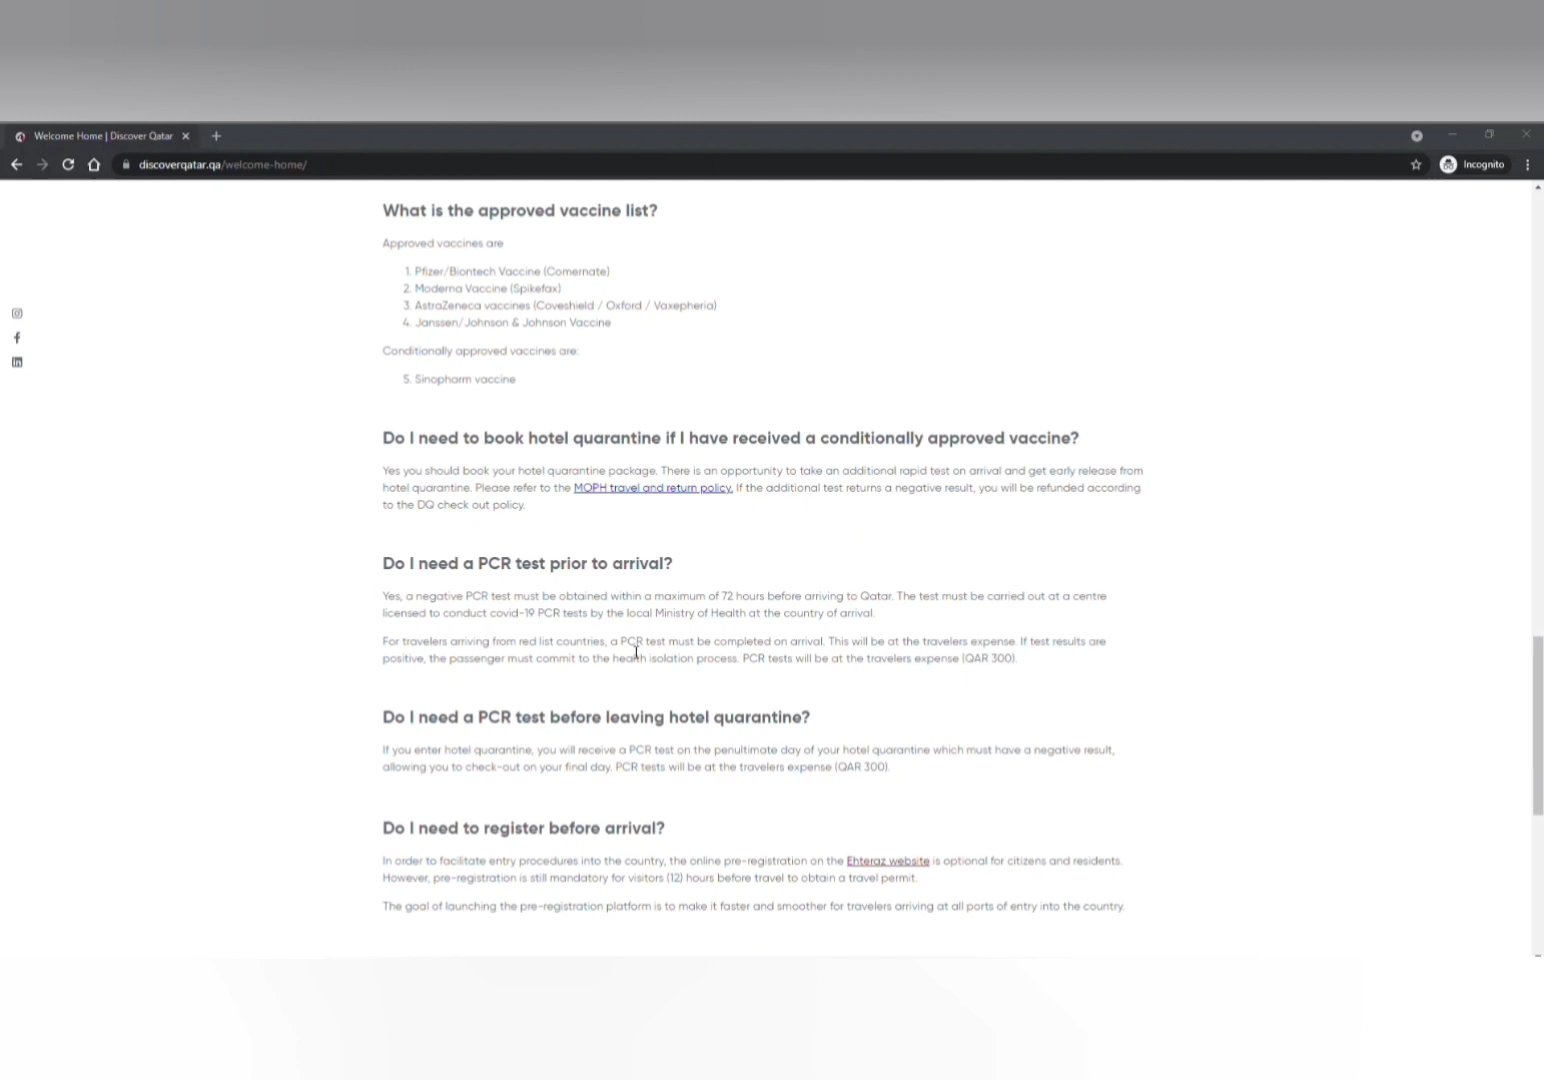 Welcome Home | Discover Qatar
discoverqatar.qa/welcome-home/
Incognito
What is the approved vaccine list?
Approved vaccines are
1. Pfizer/Biontech Vaccine (Comernate)
2. Moderna Vaccine (Spikefax)
3. AstraZeneca vaccines (Coveshield / Oxford / Vaxepheria)
4. Janssen/Johnson & Johnson Vaccine
Conditionally approved vaccines are:
5. Sinopharm vaccine
Do I need to book hotel quarantine if I have received a conditionally approved vaccine?
Yes you should book your hotel quarantine package. There is an opportunity to take an additional rapid test on arrival and get early release from
hotel quarantine. Please refer to the MOPH travel and return policy. If the additional test returns a negative result, you will be refunded according
to the DQ check out policy.
Do I need a PCR test prior to arrival?
Yes, a negative PCR test must be obtained within a maximum of 72 hours before arriving to Qatar. The test must be carried out at a centre
licensed to conduct covid-19 PCR tests by the local Ministry of Health at the country of arrival.
For travelers arriving from red list countries, a PCR test must be completed on arrival. This will be at the travelers expense. If test results are
positive, the passenger must commit to the health isolation process. PCR tests will be at the travelers expense (QAR 300).
Do I need a PCR test before leaving hotel quarantine?
If you enter hotel quarantine, you will receive a PCR test on the penultimate day of your hotel quarantine which must have a negative result,
allowing you to check-out on your final day. PCR tests will be at the travelers expense (QAR 300).
Do I need to register before arrival?
In order to facilitate entry procedures into the country, the online pre-registration on the Ehteraz website is optional for citizens and residents.
However, pre-registration is still mandatory for visitors (12) hours before travel to obtain a travel permit.
The goal of launching the pre-registration platform is to make it faster and smoother for travelers arriving at all ports of entry into the country.